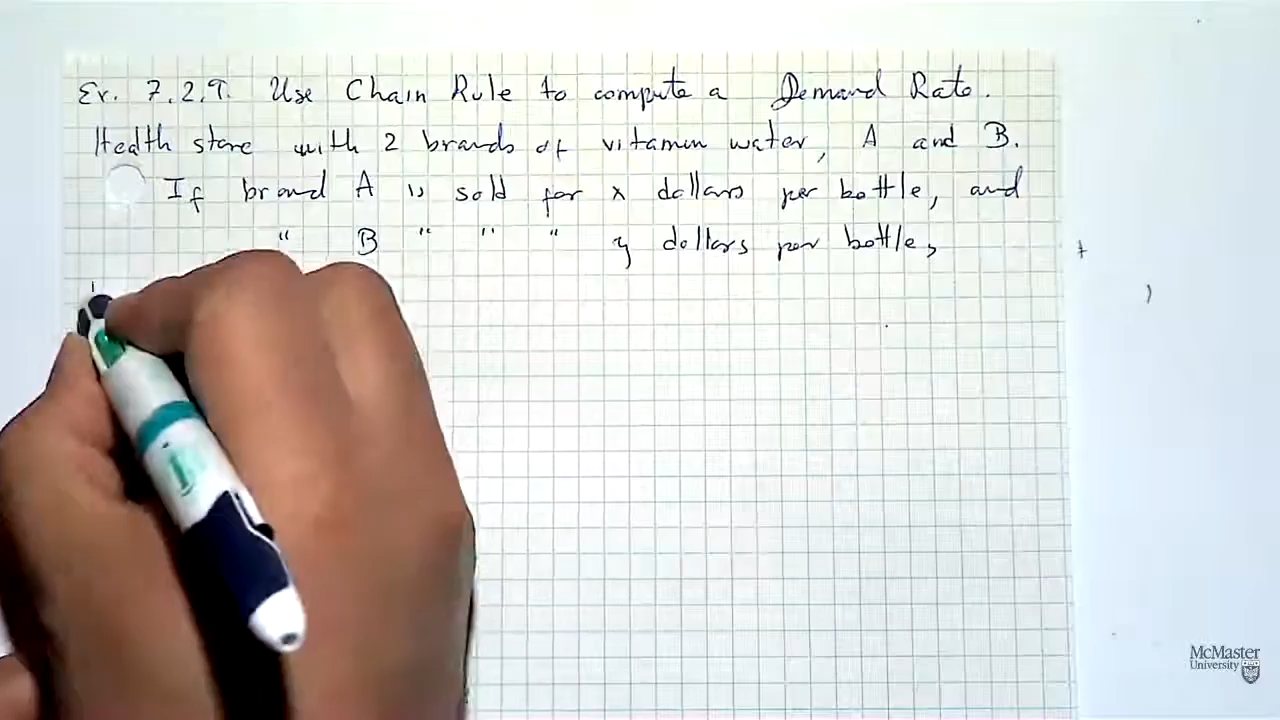 Ex. 7.2.9. Use Chain Rule to compute a Demand Rate.
Health store with 2 brands of vitamin water, A and B.
If brand A is sold for x dollars per bottle, and
" B " " " y dollars per bottle,
McMaster
University